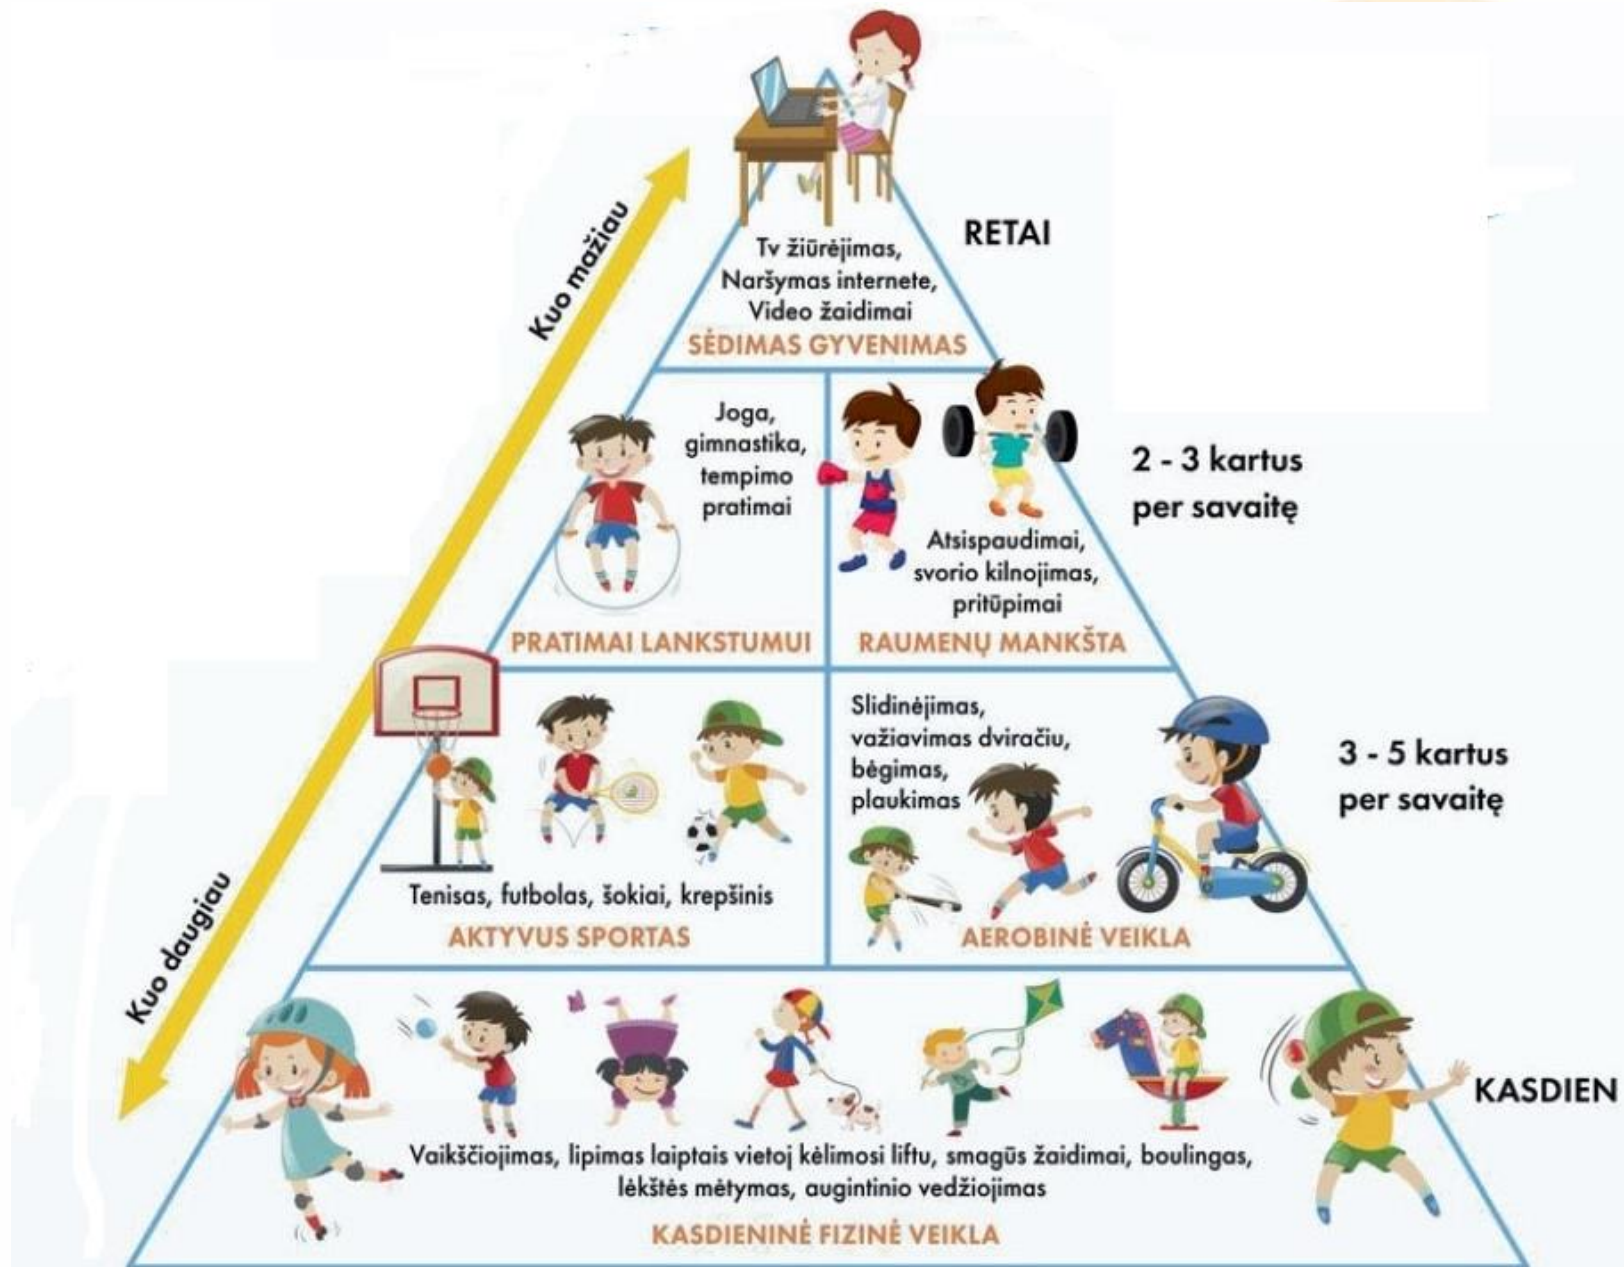 Kuo mažiau
RETAI
Tv žiūrėjimas,
Naršymas internete,
Video žaidimai
SĖDIMAS GYVENIMAS
Joga,
gimnastika,
tempimo
pratimai
PRATIMAI LANKSTUMUI
Atsispaudimai,
svorio kilnojimas,
pritūpimai
RAUMENŲ MANKŠTA
2 - 3 kartus
per savaitę
Tenisas, futbolas, šokiai, krepšinis
AKTYVUS SPORTAS
Slidinėjimas,
važiavimas dviračiu,
bėgimas,
plaukimas
AEROBINĖ VEIKLA
3 - 5 kartus
per savaitę
Kuo daugiau
Vaikščiojimas, lipimas laiptais vietoj kėlimosi liftu, smagūs žaidimai, boulingas,
lėkštės mėtymas, augintinio vedžiojimas
KASDIENINĖ FIZINĖ VEIKLA
KASDIEN